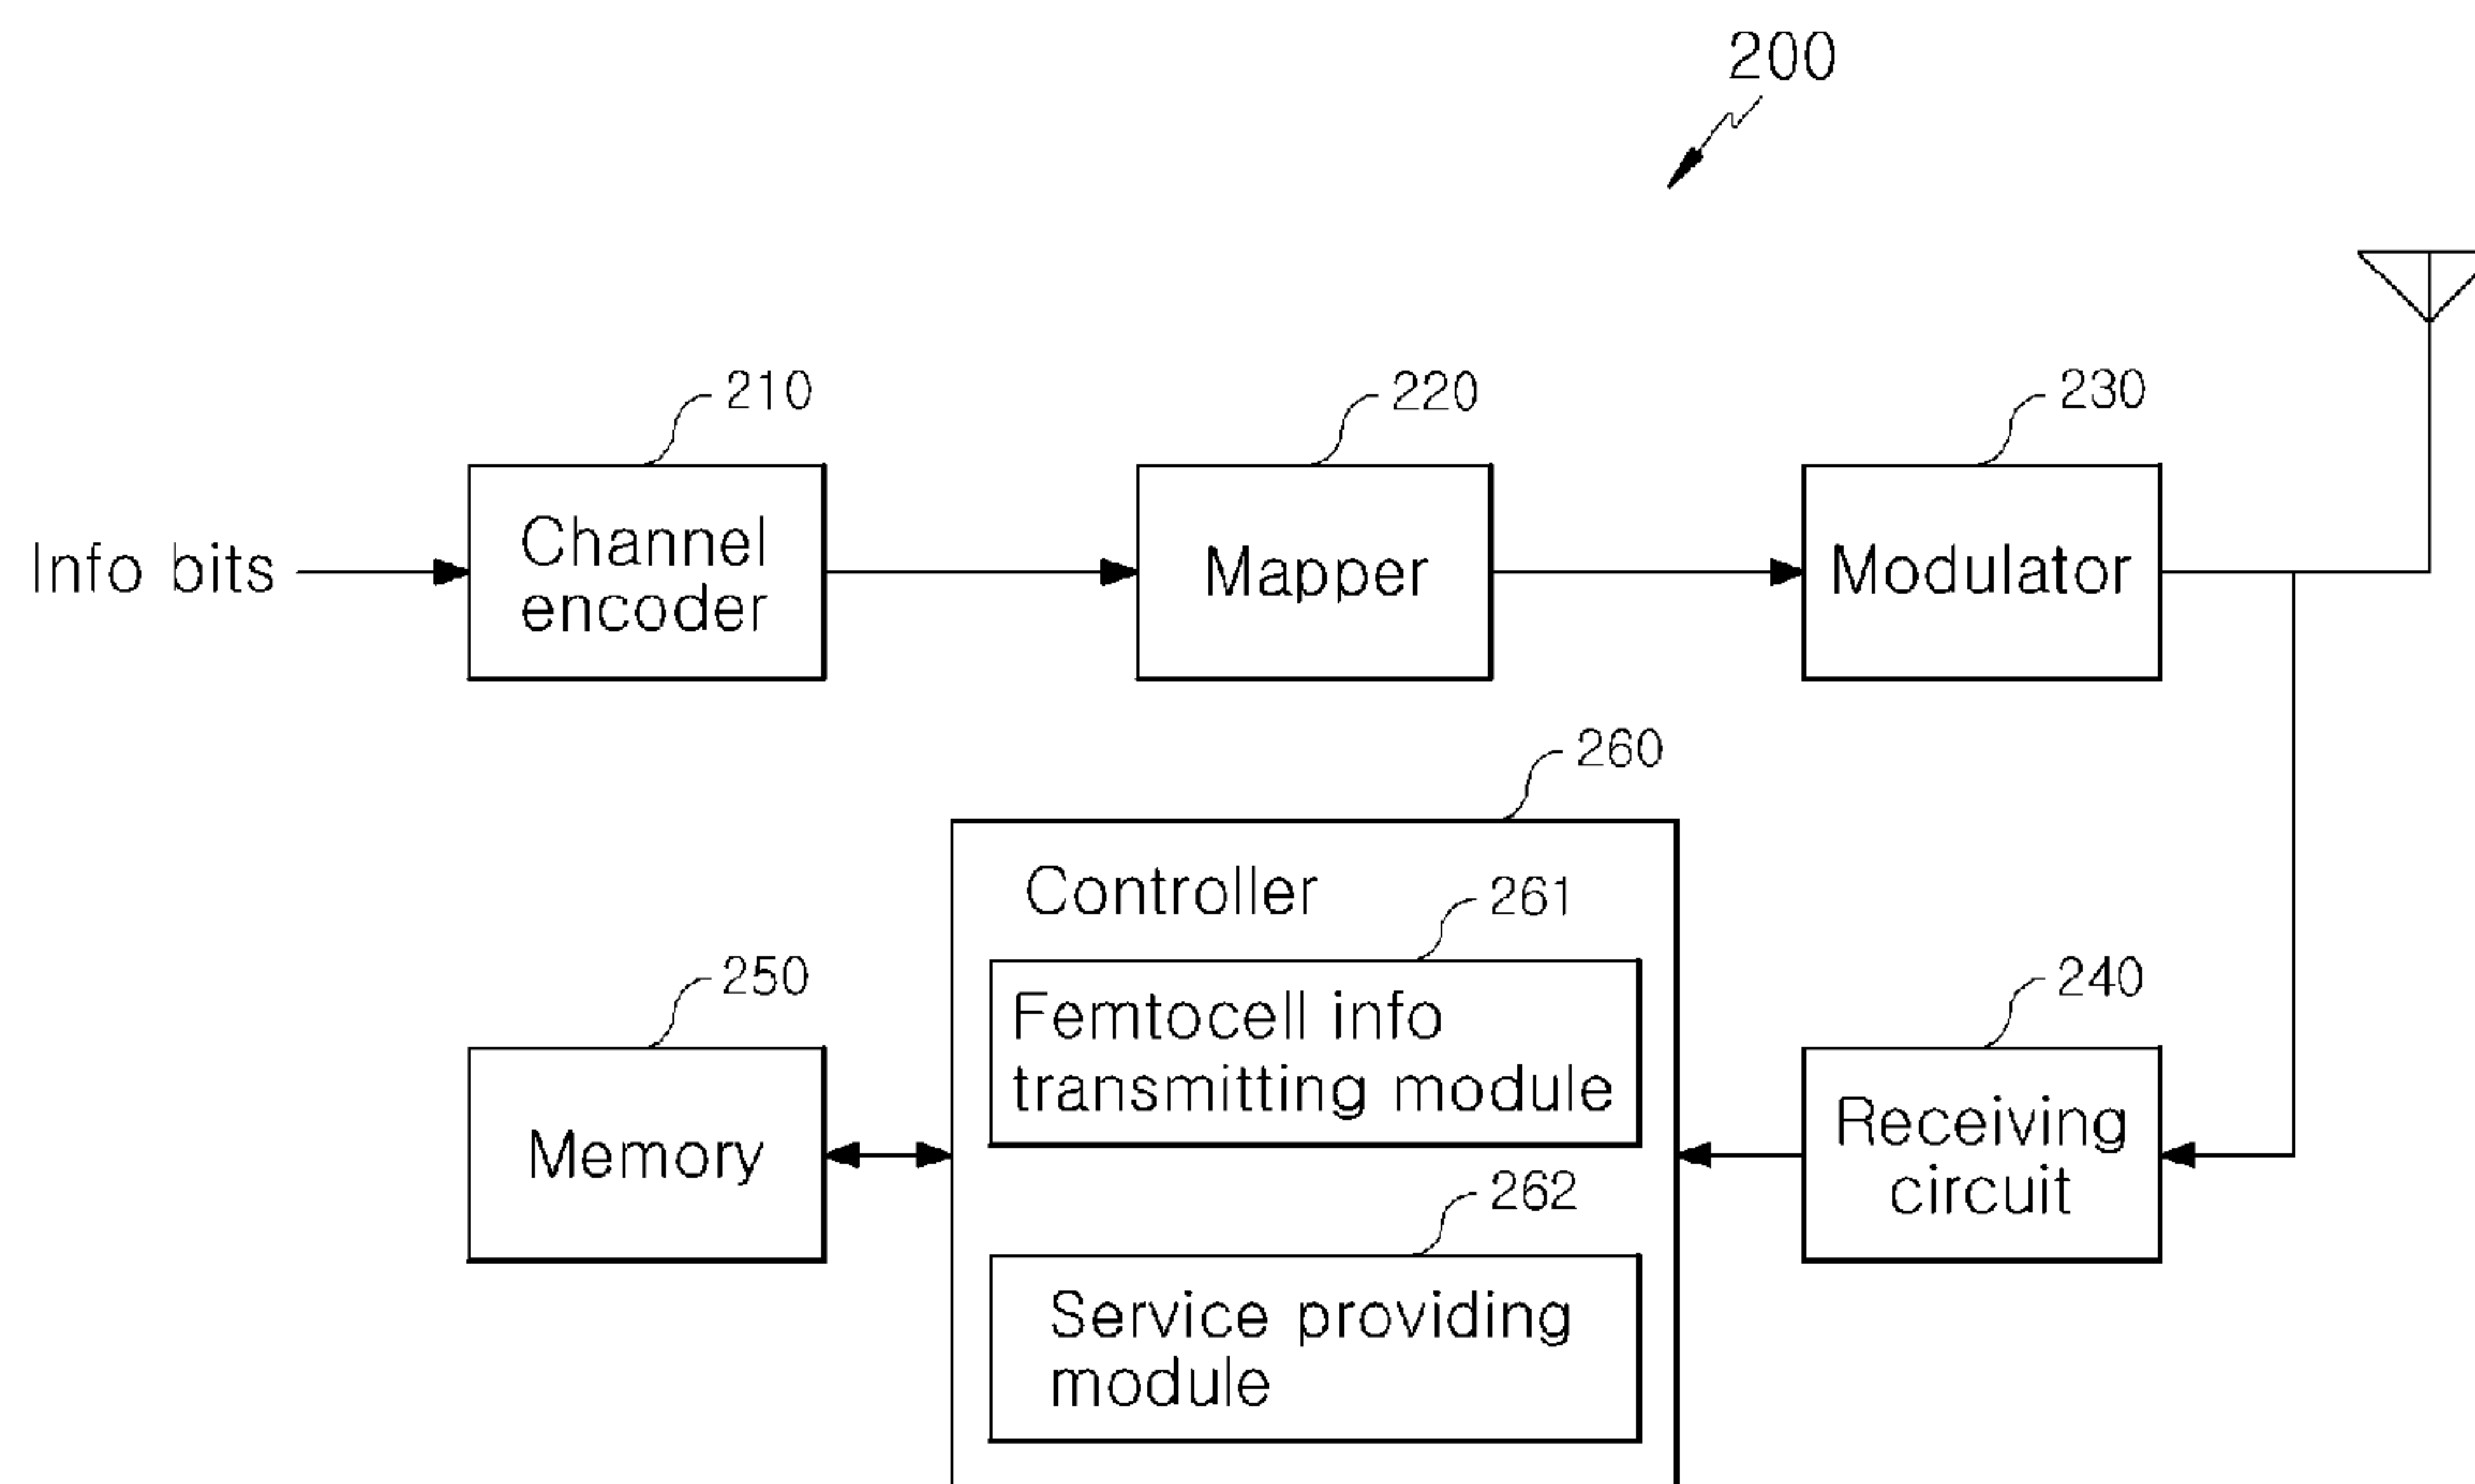 200
210
220
230
Info bits
Channel
encoder
Mapper
Modulator
260
Controller
261
Femtocell info
transmitting module
250
Memory
240
Receiving
circuit
262
Service providing
module